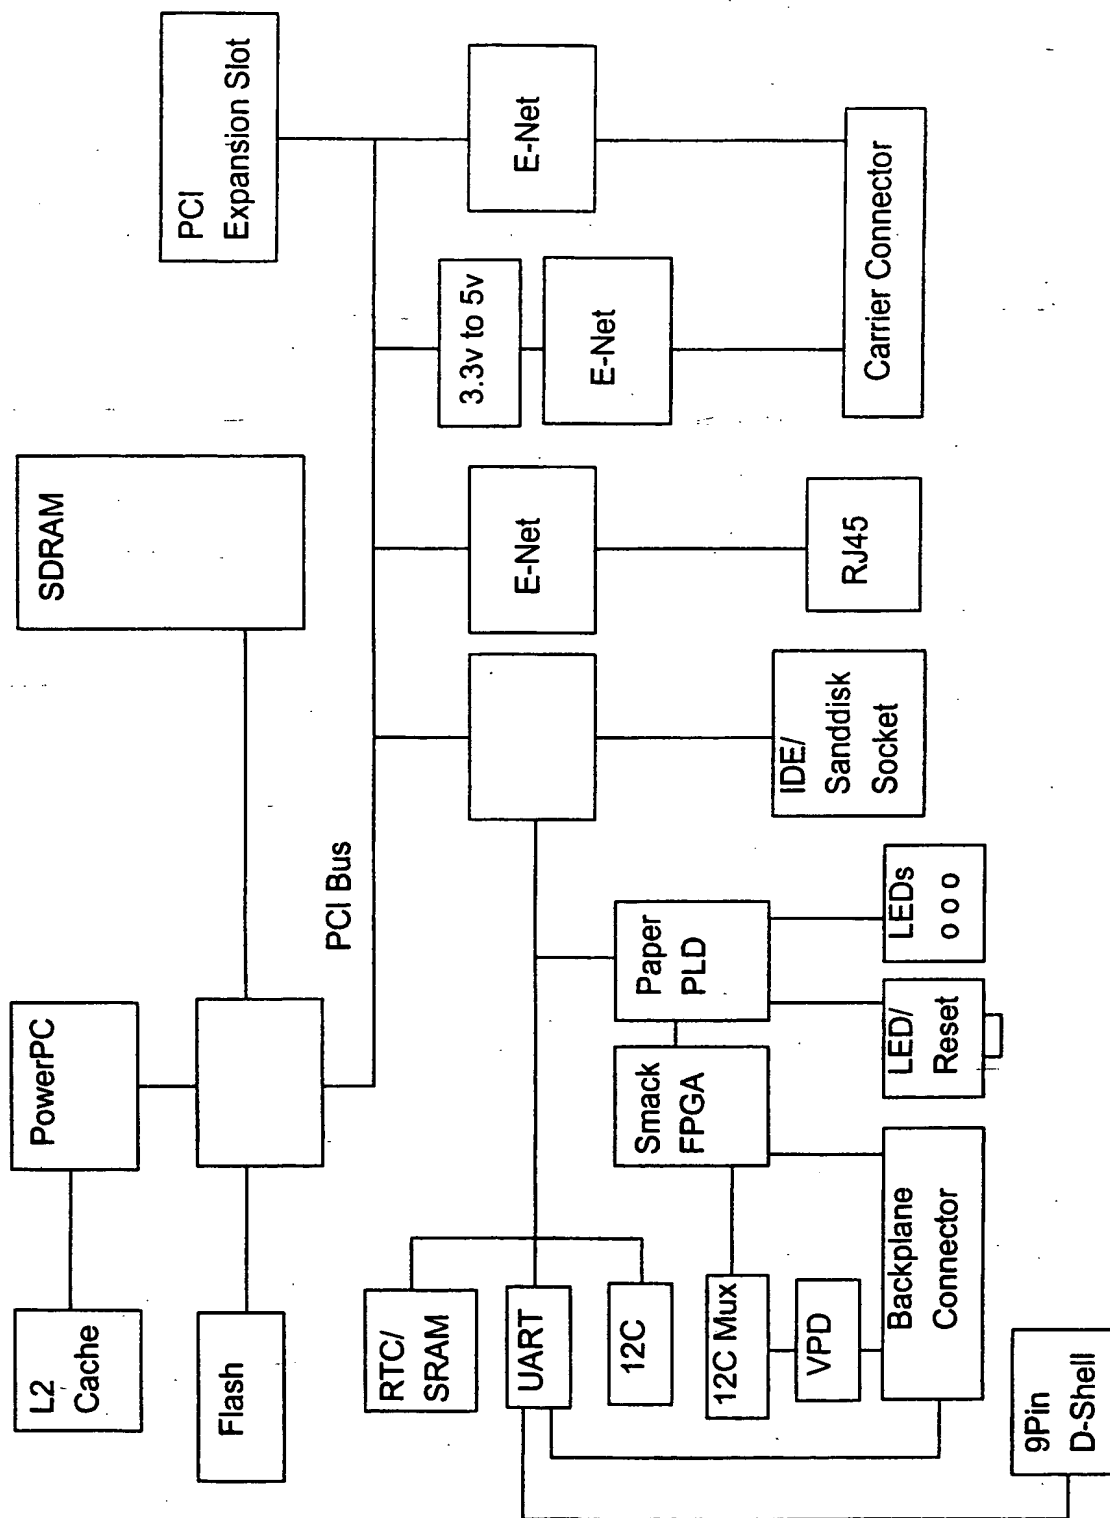 L2
Cache
PowerPC
SDRAM
PCI
Expansion Slot
Flash
PCI Bus
RTC/
SRAM
UART
12C
3.3v to 5v
E-Net
E-Net
E-Net
Smack
FPGA
Paper
PLD
12C Mux
VPD
IDE/
Sanddisk
Socket
RJ45
Carrier Connector
Backplane
Connector
LED/
Reset
LEDs
o o o
9Pin
D-Shell